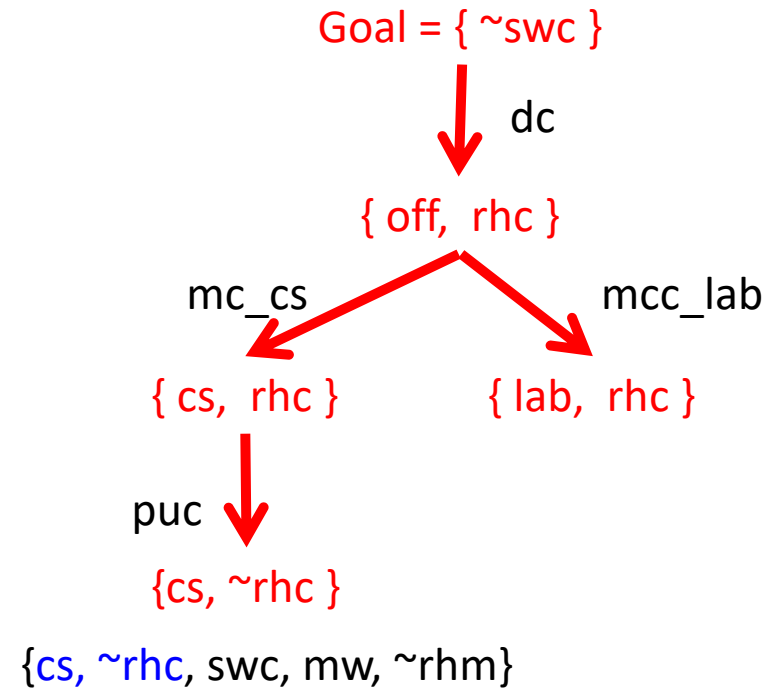 Goal = { ~swc }
dc
{ off, rhc }
mc_cs
mcc_lab
{ cs, rhc }
{ lab, rhc }
puc
{cs, ~rhc }
{cs, ~rhc, swc, mw, ~rhm}